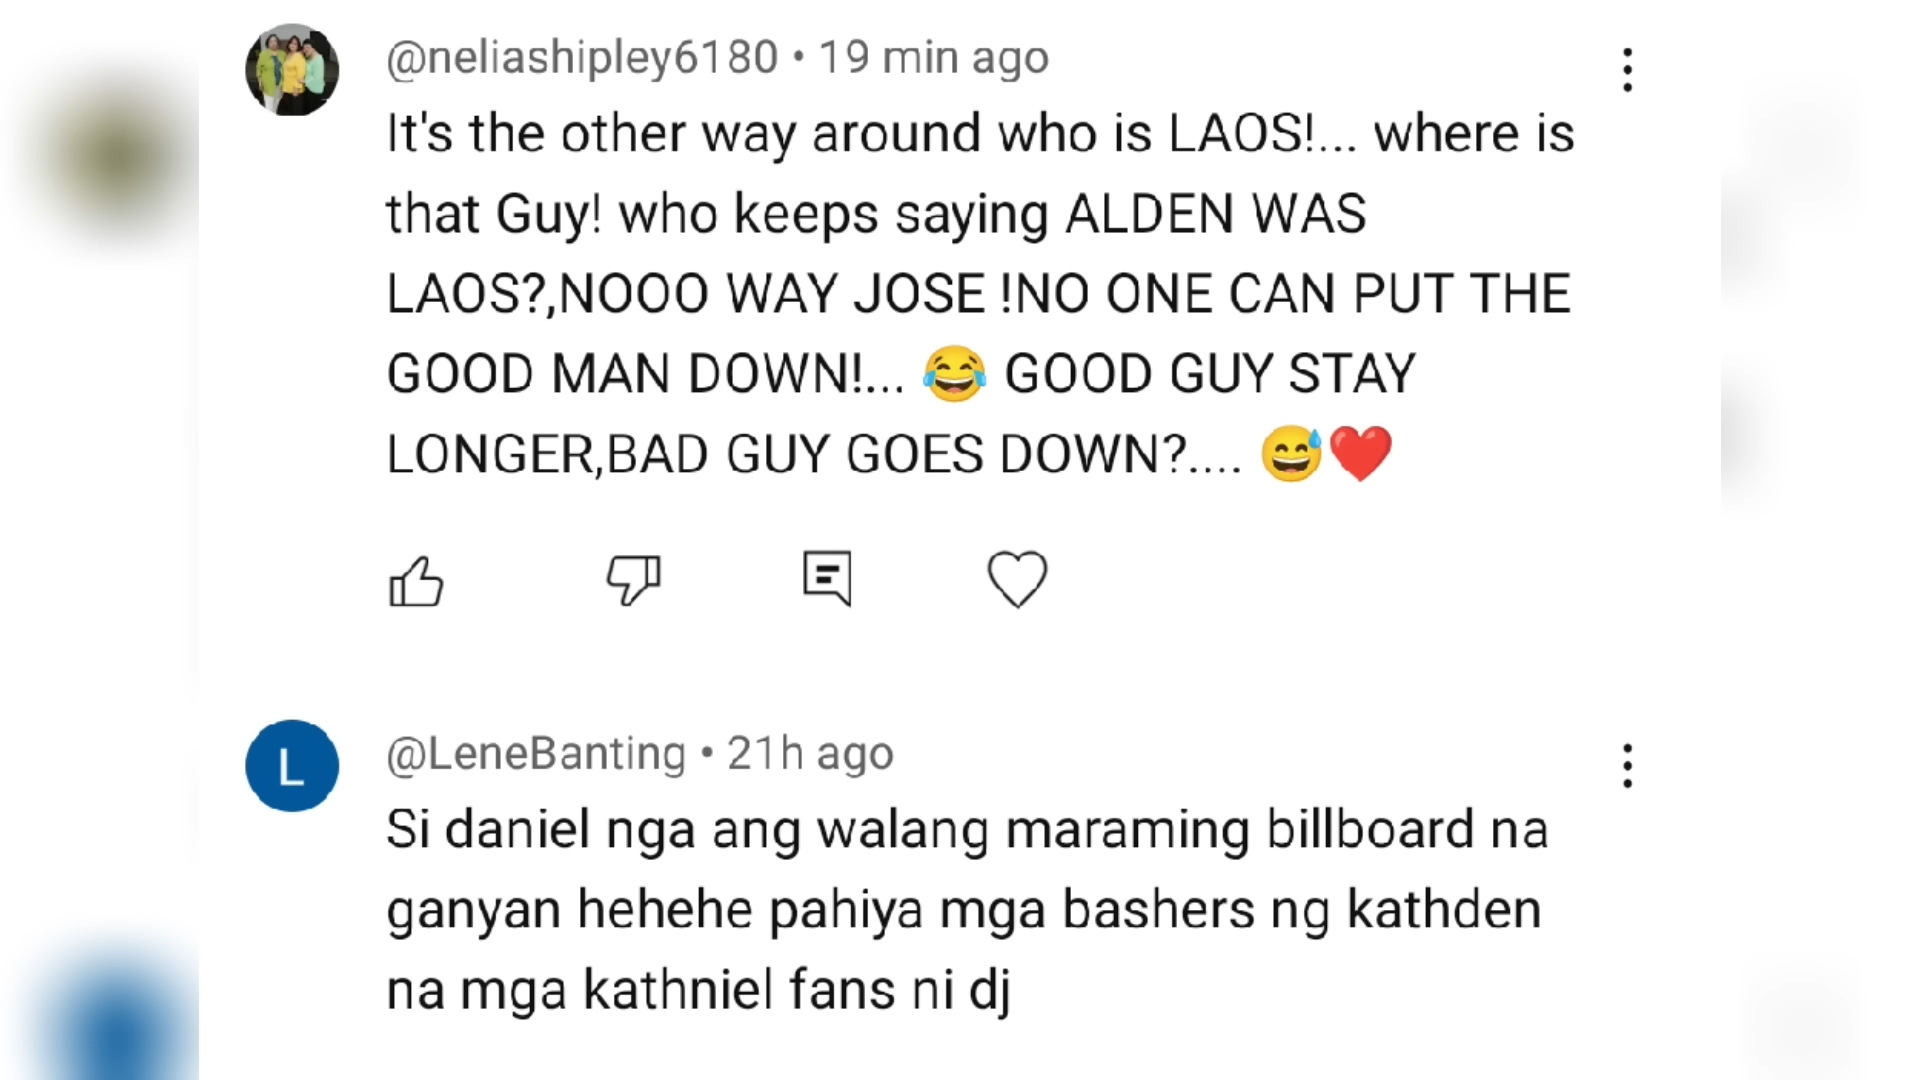 @neliashipley6180 • 19 min ago
It's the other way around who is LAOS!... where is
that Guy! who keeps saying ALDEN WAS
LAOS?,NOOO WAY JOSE !NO ONE CAN PUT THE
GOOD MAN DOWN!... 😂 GOOD GUY STAY
LONGER,BAD GUY GOES DOWN?.... 😅❤️
L
@LeneBanting • 21h ago
Si daniel nga ang walang maraming billboard na
ganyan hehehe pahiya mga bashers ng kathden
na mga kathniel fans ni dj